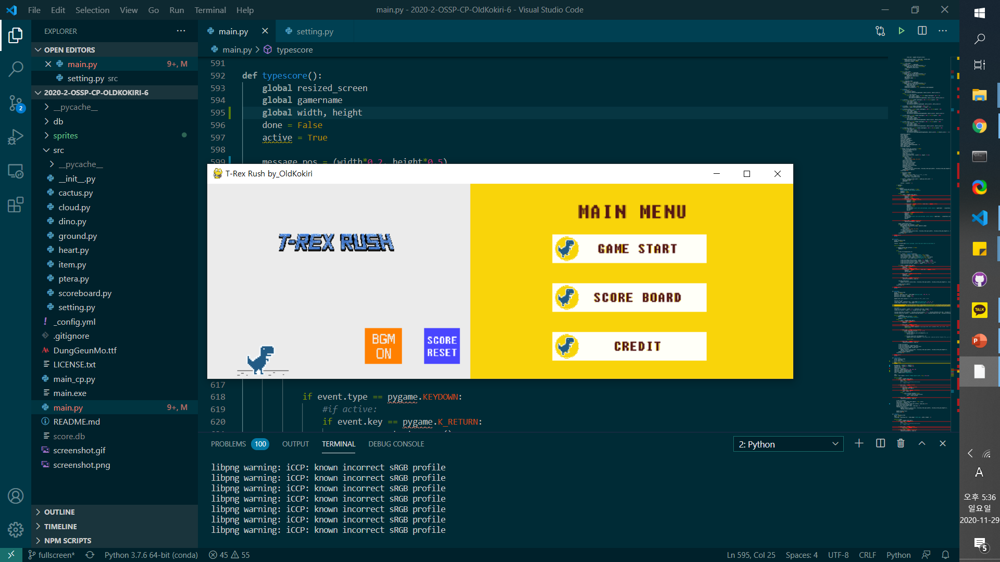 File Edit Selection View Go Run Terminal Help
main.py - 2020-2-OSSP-CP-OldKokiri-6 - Visual Studio Code
EXPLORER
OPEN EDITORS
main.py 9+, M
setting.py src
2020-2-OSSP-CP-OLDKOKIRI-6
__pycache__
db
sprites
src
__pycache__
__init__.py
cactus.py
cloud.py
dino.py
ground.py
heart.py
item.py
ptera.py
scoreboard.py
setting.py
_config.yml
.gitignore
DungGeunMo.ttf
LICENSE.txt
main_cp.py
main.exe
main.py 9+, M
README.md
score.db
screenshot.gif
screenshot.png
OUTLINE
TIMELINE
NPM SCRIPTS
2
main.py
setting.py
main.py > typescore
591
592 def typescore():
593 global resized_screen
594 global gamername
595 global width, height
596 done = False
597 active = True
598
599 message_pos = (width*0.2, height*0.5)
T-Rex Rush by_OldKokiri
T-REX RUSH
BGM ON
SCORE RESET
MAIN MENU
GAME START
SCORE BOARD
CREDIT
617
618 if event.type == pygame.KEYDOWN:
619 #if active:
620 if event.key == pygame.K_RETURN:
PROBLEMS 100 OUTPUT TERMINAL DEBUG CONSOLE
2: Python
libpng warning: iCCP: known incorrect sRGB profile
libpng warning: iCCP: known incorrect sRGB profile
libpng warning: iCCP: known incorrect sRGB profile
libpng warning: iCCP: known incorrect sRGB profile
libpng warning: iCCP: known incorrect sRGB profile
libpng warning: iCCP: known incorrect sRGB profile
libpng warning: iCCP: known incorrect sRGB profile
fullscreen* Python 3.7.6 64-bit (conda) 45 55
Ln 595, Col 25 Spaces: 4 UTF-8 CRLF Python
TALK
P
A
오후 5:36
일요일
2020-11-29
5